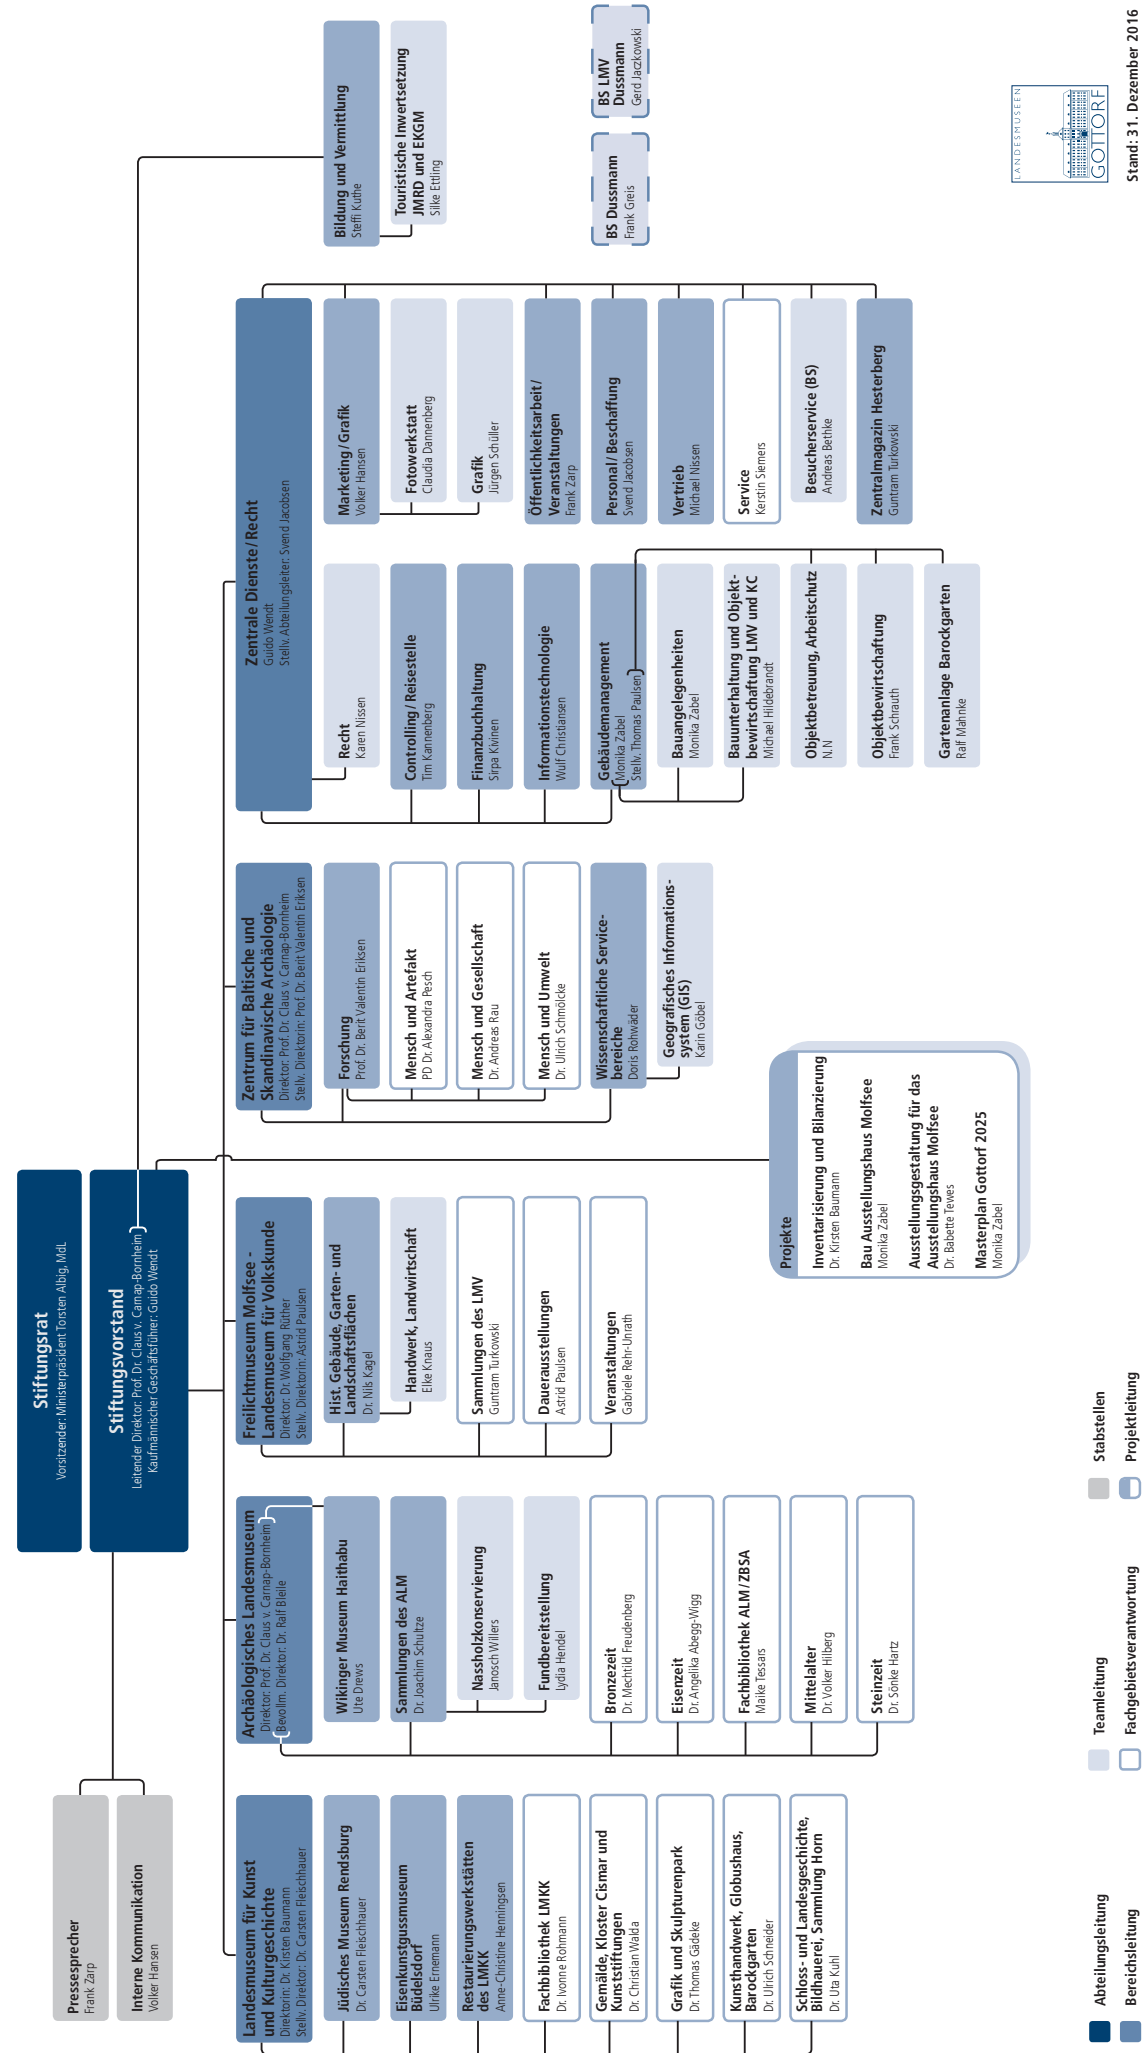 Stiftungsrat
Vorsitzender: Ministerpräsident Torsten Albig, MdL
Stiftungsvorstand
Leitender Direktor: Prof. Dr. Claus v. Carnap-Bornheim
Kaufmännischer Geschäftsführer: Guido Wendt
Pressesprecher
Frank Zarp
Interne Kommunikation
Volker Hansen
Landesmuseum für Kunst
und Kulturgeschichte
Direktorin: Dr. Kirsten Baumann
Stellv. Direktor: Dr. Carsten Fleischhauer
Jüdisches Museum Rendsburg
Dr. Carsten Fleischhauer
Eisenkunstgussmuseum
Büdelsdorf
Ulrike Ernemann
Restaurierungswerkstätten
des LMKK
Anne-Christine Henningsen
Fachbibliothek LMKK
Dr. Ivonne Rohmann
Gemälde, Kloster Cismar und
Kunststiftungen
Dr. Christian Walda
Grafik und Skulpturenpark
Dr. Thomas Gädeke
Kunsthandwerk, Globushaus,
Barockgarten
Dr. Ulrich Schneider
Schloss- und Landesgeschichte,
Bildhauerei, Sammlung Horn
Dr. Uta Kuhl
Archäologisches Landesmuseum
Direktor: Prof. Dr. Claus v. Carnap-Bornheim
Bevollm. Direktor: Dr. Ralf Bleile
Wikinger Museum Haithabu
Ute Drews
Sammlungen des ALM
Dr. Joachim Schultze
Nassholzkonservierung
Janosch Willers
Fundbereitstellung
Lydia Hendel
Bronzezeit
Dr. Mechtild Freudenberg
Eisenzeit
Dr. Angelika Abegg-Wigg
Fachbibliothek ALM/ZBSA
Maike Tessars
Mittelalter
Dr. Volker Hilberg
Steinzeit
Dr. Sönke Hartz
Freilichtmuseum Molfsee -
Landesmuseum für Volkskunde
Direktor: Dr. Wolfgang Rüther
Stellv. Direktorin: Astrid Paulsen
Hist. Gebäude, Garten- und
Landschaftsflächen
Dr. Nils Kagel
Handwerk, Landwirtschaft
Elke Knaus
Sammlungen des LMV
Guntram Turkowski
Dauerausstellungen
Astrid Paulsen
Veranstaltungen
Gabriele Rehr-Unrath
Zentrum für Baltische und
Skandinavische Archäologie
Direktor: Prof. Dr. Claus v. Carnap-Bornheim
Stellv. Direktorin: Prof. Dr. Berit Valentin Eriksen
Forschung
Prof. Dr. Berit Valentin Eriksen
Mensch und Artefakt
PD Dr. Alexandra Pesch
Mensch und Gesellschaft
Dr. Andreas Rau
Mensch und Umwelt
Dr. Ulrich Schmölcke
Wissenschaftliche Service-
bereiche
Doris Rohwäder
Geografisches Informations-
system (GIS)
Karin Göbel
Projekte
Inventarisierung und Bilanzierung
Dr. Kirsten Baumann
Bau Ausstellungshaus Molfsee
Monika Zabel
Ausstellungsgestaltung für das
Ausstellungshaus Molfsee
Dr. Babette Tewes
Masterplan Gottorf 2025
Monika Zabel
Zentrale Dienste/Recht
Guido Wendt
Stellv. Abteilungsleiter: Svend Jacobsen
Recht
Karen Nissen
Controlling/Reisestelle
Tim Kannenberg
Finanzbuchhaltung
Sirpa Kivinen
Informationstechnologie
Wulf Christiansen
Gebäudemanagement
Monika Zabel
Stellv. Thomas Paulsen
Bauangelegenheiten
Monika Zabel
Bauunterhaltung und Objekt-
bewirtschaftung LMV und KC
Michael Hildebrandt
Objektbetreuung, Arbeitschutz
N.N
Objektbewirtschaftung
Frank Schrauth
Gartenanlage Barockgarten
Ralf Mahnke
Marketing/Grafik
Volker Hansen
Fotowerkstatt
Claudia Dannenberg
Grafik
Jürgen Schüller
Öffentlichkeitsarbeit/
Veranstaltungen
Frank Zarp
Personal/Beschaffung
Svend Jacobsen
Vertrieb
Michael Nissen
Service
Kerstin Siemers
Besucherservice (BS)
Andreas Bethke
Zentralmagazin Hesterberg
Guntram Turkowski
Bildung und Vermittlung
Steffi Kuthe
Touristische Inwertsetzung
JMRD und EKGM
Silke Ettling
BS Dussmann
Frank Greis
BS LMV
Dussmann
Gerd Jaczkowski
Abteilungsleitung
Bereichsleitung
Teamleitung
Fachgebietsverantwortung
Stabstellen
Projektleitung
LANDESMUSEEN
GOTTORF
Stand: 31. Dezember 2016